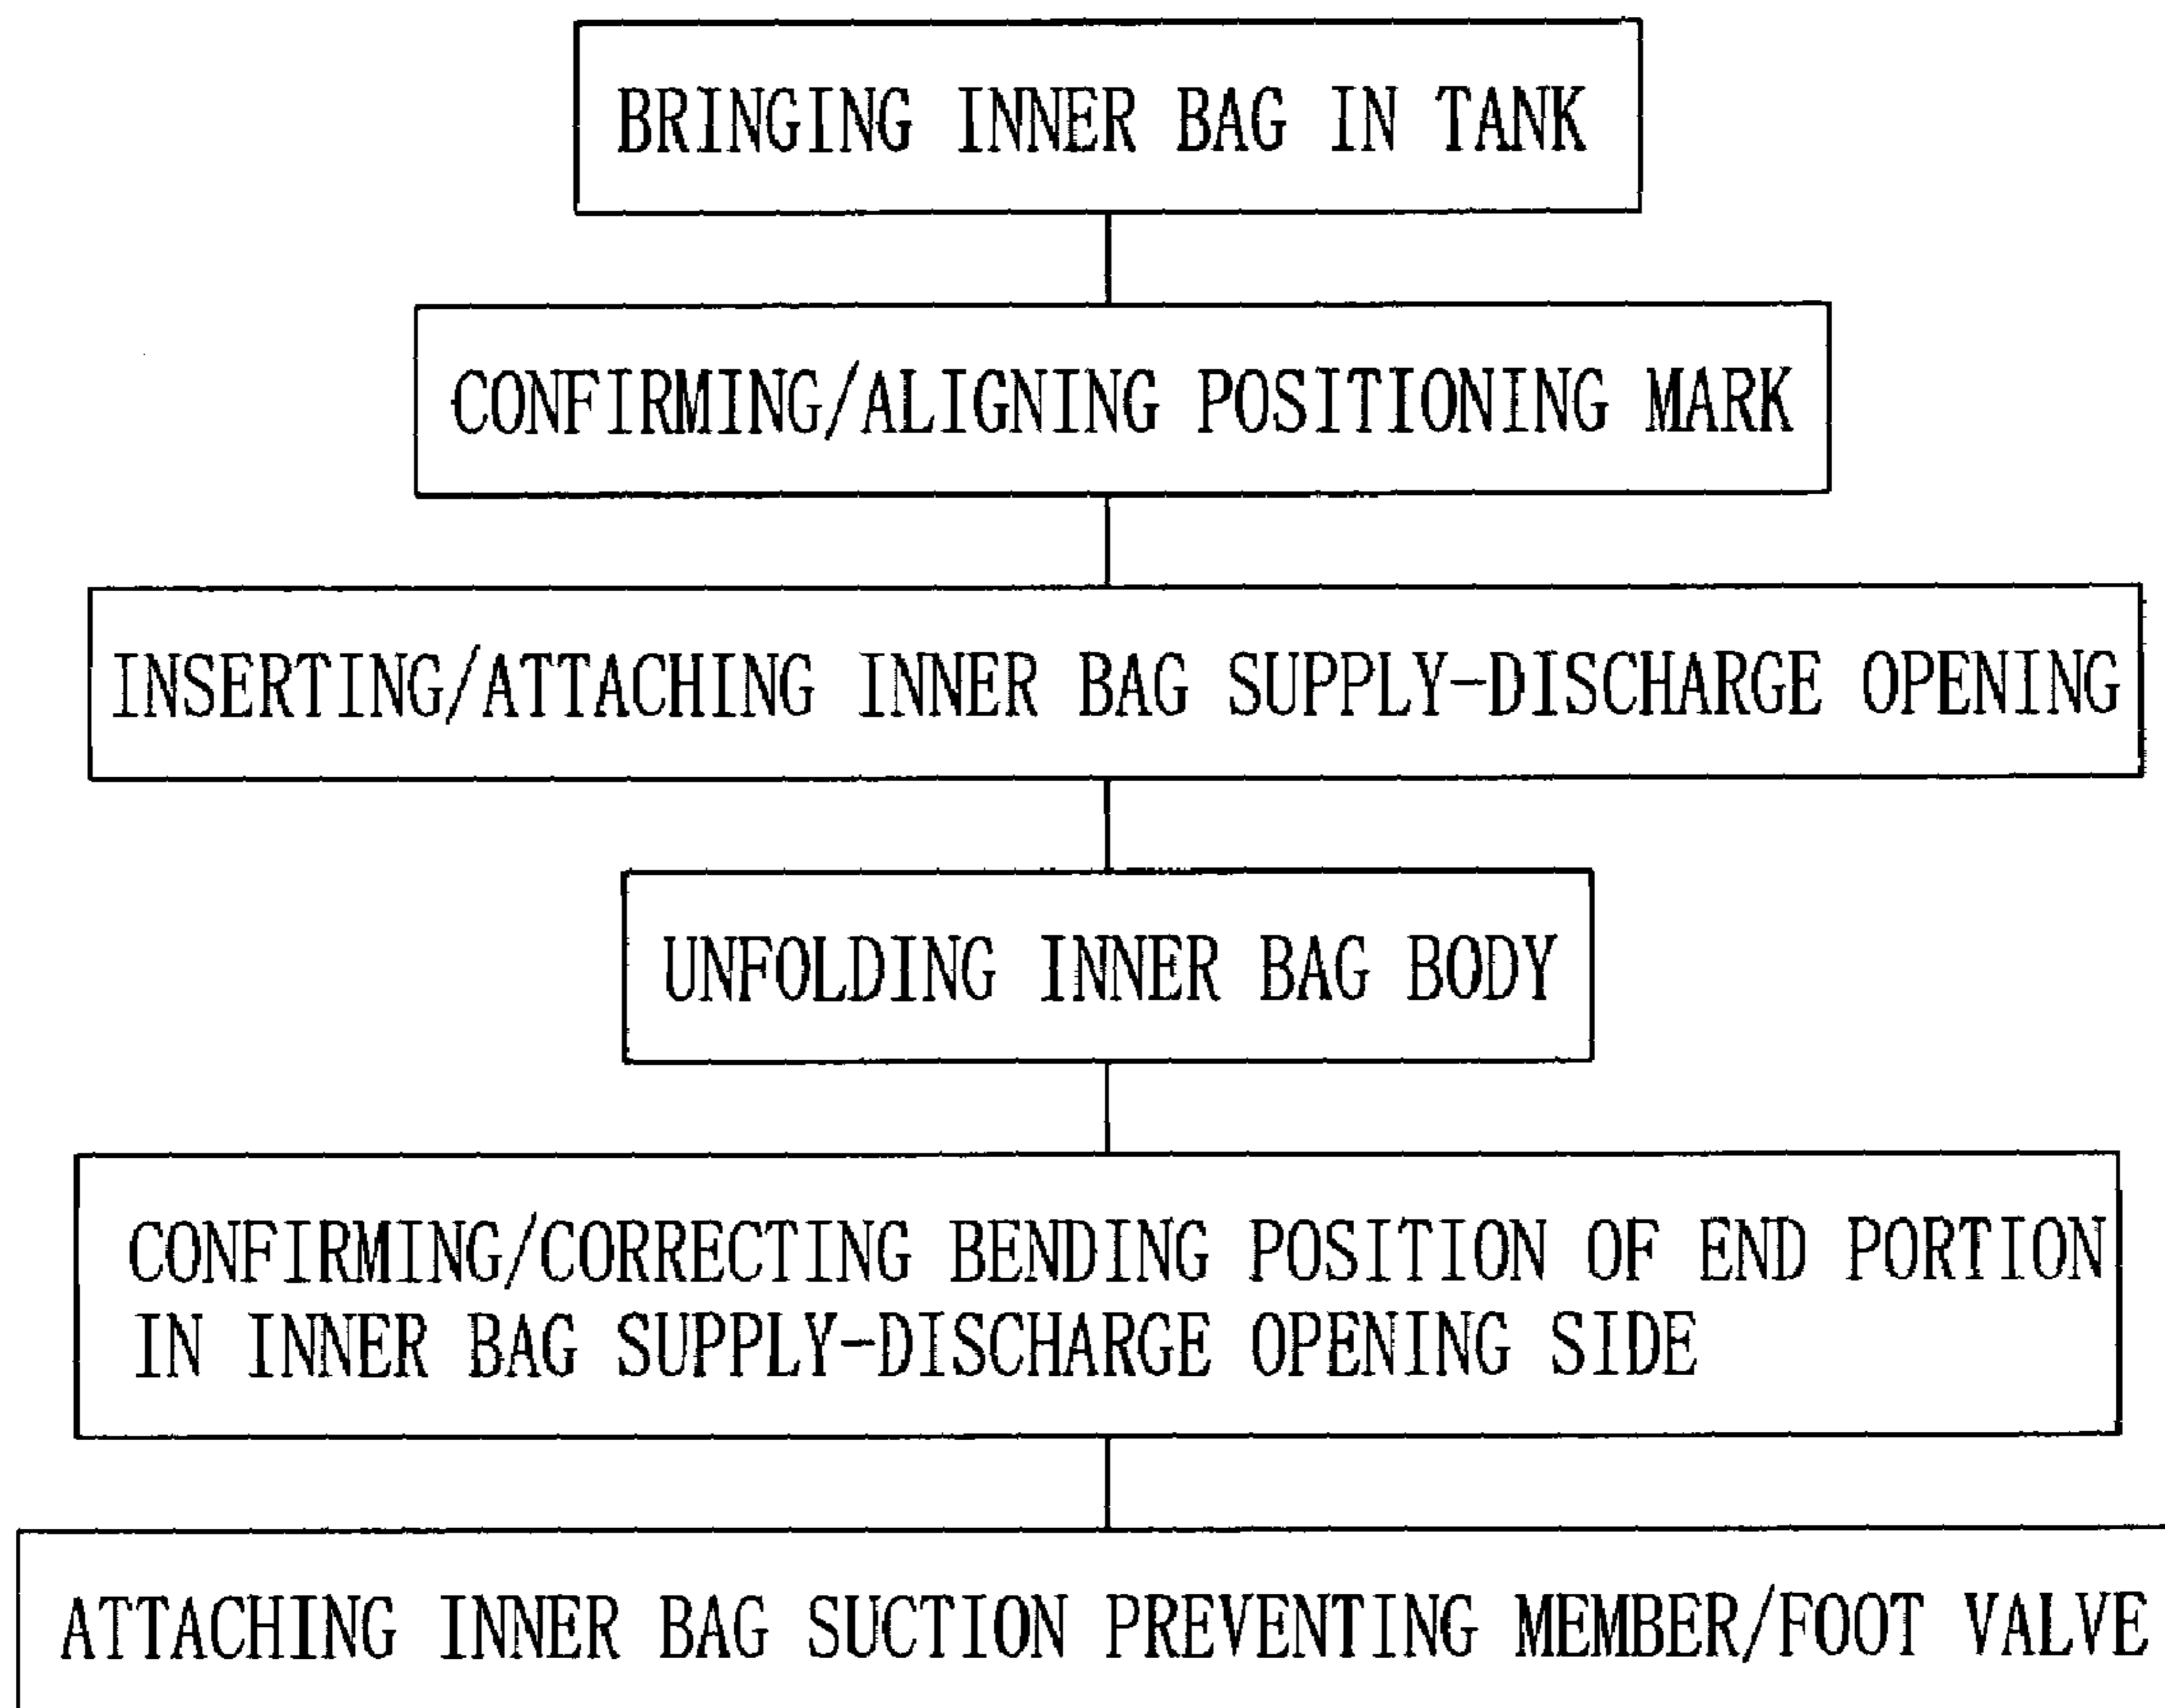 BRINGING INNER BAG IN TANK
CONFIRMING/ALIGNING POSITIONING MARK
INSERTING/ATTACHING INNER BAG SUPPLY-DISCHARGE OPENING
UNFOLDING INNER BAG BODY
CONFIRMING/CORRECTING BENDING POSITION OF END PORTION
IN INNER BAG SUPPLY-DISCHARGE OPENING SIDE
ATTACHING INNER BAG SUCTION PREVENTING MEMBER/FOOT VALVE